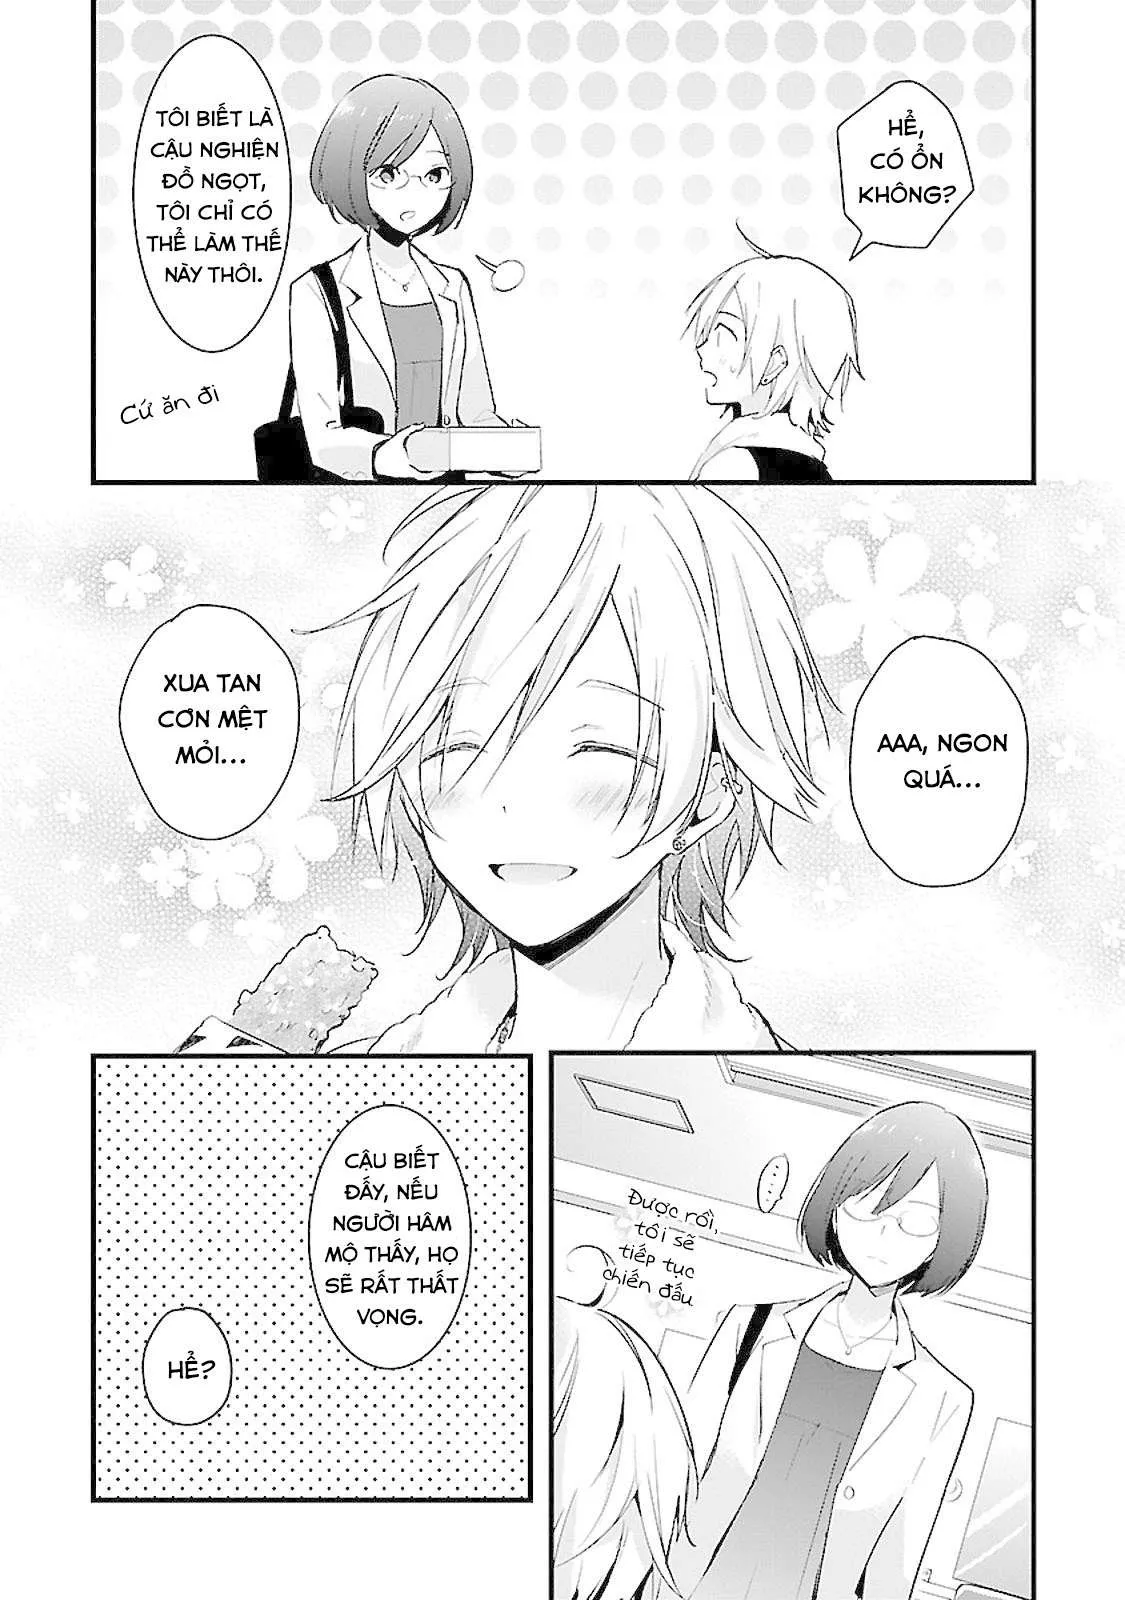 HỂ,
CÓ ỔN
KHÔNG?
TÔI BIẾT LÀ
CẬU NGHIỆN
ĐỒ NGỌT,
TÔI CHỈ CÓ
THỂ LÀM THẾ
NÀY THÔI.
Cứ ăn đi
AAA, NGON
QUÁ...
XUA TAN
CƠN MỆT
MỎI...
Được rồi,
tôi sẽ
tiếp tục
chiến đấu
CẬU BIẾT
ĐẤY, NẾU
NGƯỜI HÂM
MỘ THẤY, HỌ
SẼ RẤT THẤT
VỌNG.
HỂ?